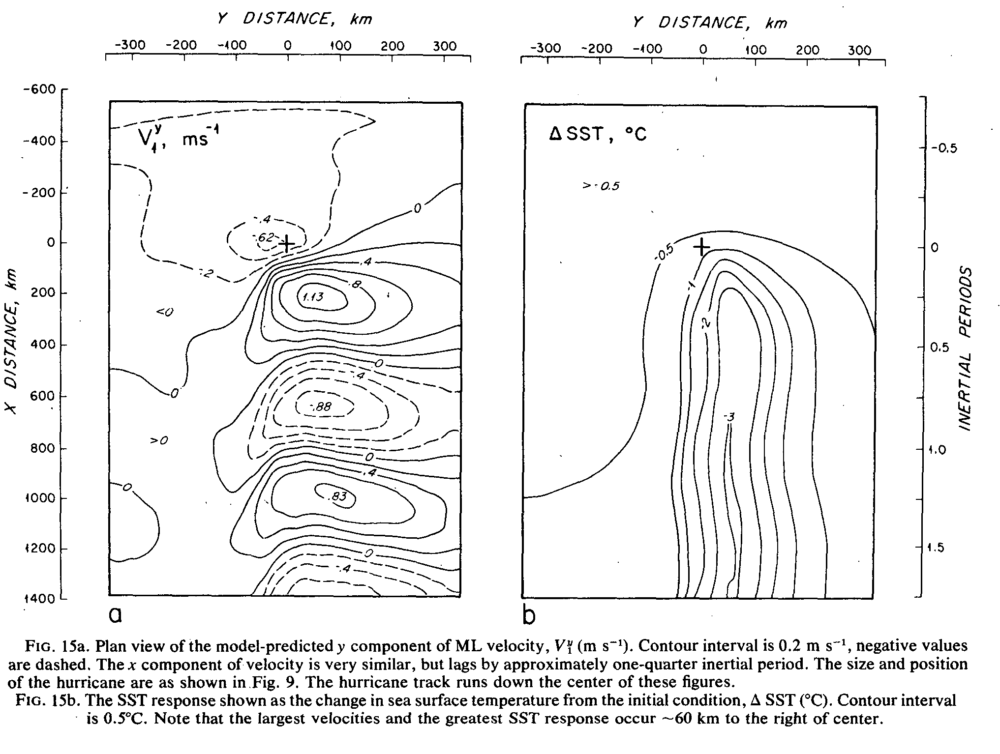 Y DISTANCE, km
-300 -200 -100 0 100 200 300
Y DISTANCE, km
-300 -200 -100 0 100 200 300
X DISTANCE, km
-600
-400
-200
0
200
400
600
800
1000
1200
1400
V₁ʸ, ms⁻¹
0
-.4
-.62
.4
-.2
.8
1.13
<0
0
-.4
0
-.88
>0
0
.4
0
.83
0
-.4
a
Δ SST, °C
>-0.5
-0.5
-1
-2
-3
b
-0.5
0
0.5
1.0
1.5
INERTIAL PERIODS
FIG. 15a. Plan view of the model-predicted y component of ML velocity, V₁ʸ (m s⁻¹). Contour interval is 0.2 m s⁻¹, negative values
are dashed. The x component of velocity is very similar, but lags by approximately one-quarter inertial period. The size and position
of the hurricane are as shown in Fig. 9. The hurricane track runs down the center of these figures.
FIG. 15b. The SST response shown as the change in sea surface temperature from the initial condition, Δ SST (°C). Contour interval
is 0.5°C. Note that the largest velocities and the greatest SST response occur ~60 km to the right of center.